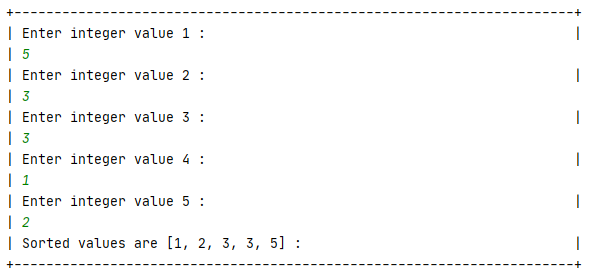 +----------------------------------------------------------------------+
| Enter integer value 1 :                                              |
| 5
| Enter integer value 2 :                                              |
| 3
| Enter integer value 3 :                                              |
| 3
| Enter integer value 4 :                                              |
| 1
| Enter integer value 5 :                                              |
| 2
| Sorted values are [1, 2, 3, 3, 5] :                                  |
+----------------------------------------------------------------------+